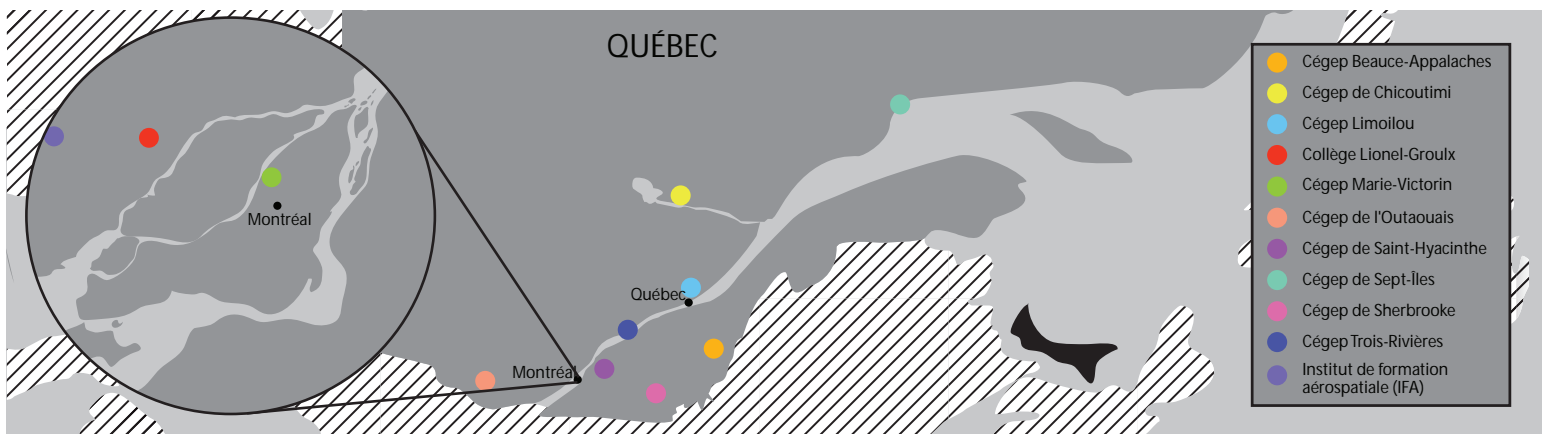 QUÉBEC
Montréal
Québec
Montréal
Cégep Beauce-Appalaches
Cégep de Chicoutimi
Cégep Limoilou
Collège Lionel-Groulx
Cégep Marie-Victorin
Cégep de l'Outaouais
Cégep de Saint-Hyacinthe
Cégep de Sept-Îles
Cégep de Sherbrooke
Cégep Trois-Rivières
Institut de formation
aérospatiale (IFA)